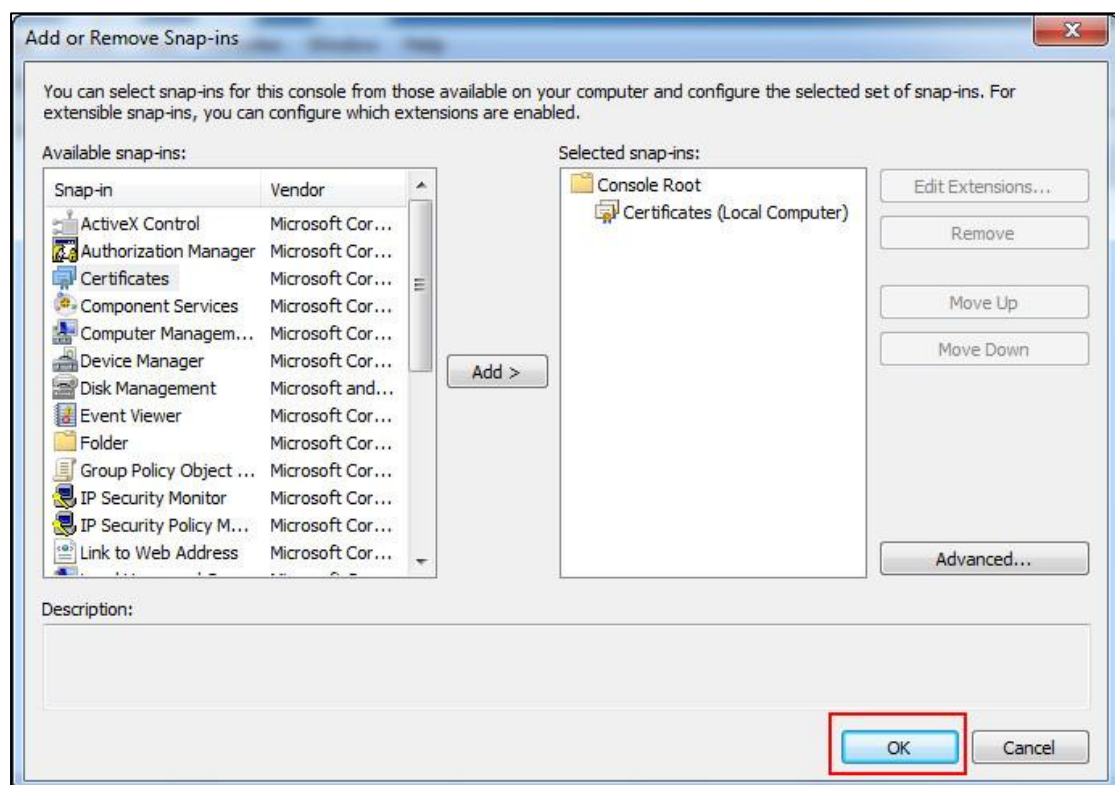 Add or Remove Snap-ins
Help
You can select snap-ins for this console from those available on your computer and configure the selected set of snap-ins. For
extensible snap-ins, you can configure which extensions are enabled.
Available snap-ins:
Selected snap-ins:
Snap-in Vendor
ActiveX Control Microsoft Cor...
Authorization Manager Microsoft Cor...
Certificates Microsoft Cor...
Component Services Microsoft Cor...
Computer Managem... Microsoft Cor...
Device Manager Microsoft Cor...
Disk Management Microsoft and...
Event Viewer Microsoft Cor...
Folder Microsoft Cor...
Group Policy Object ... Microsoft Cor...
IP Security Monitor Microsoft Cor...
IP Security Policy M... Microsoft Cor...
Link to Web Address Microsoft Cor...
Add >
Console Root
Certificates (Local Computer)
Edit Extensions...
Remove
Move Up
Move Down
Advanced...
Description:
OK
Cancel